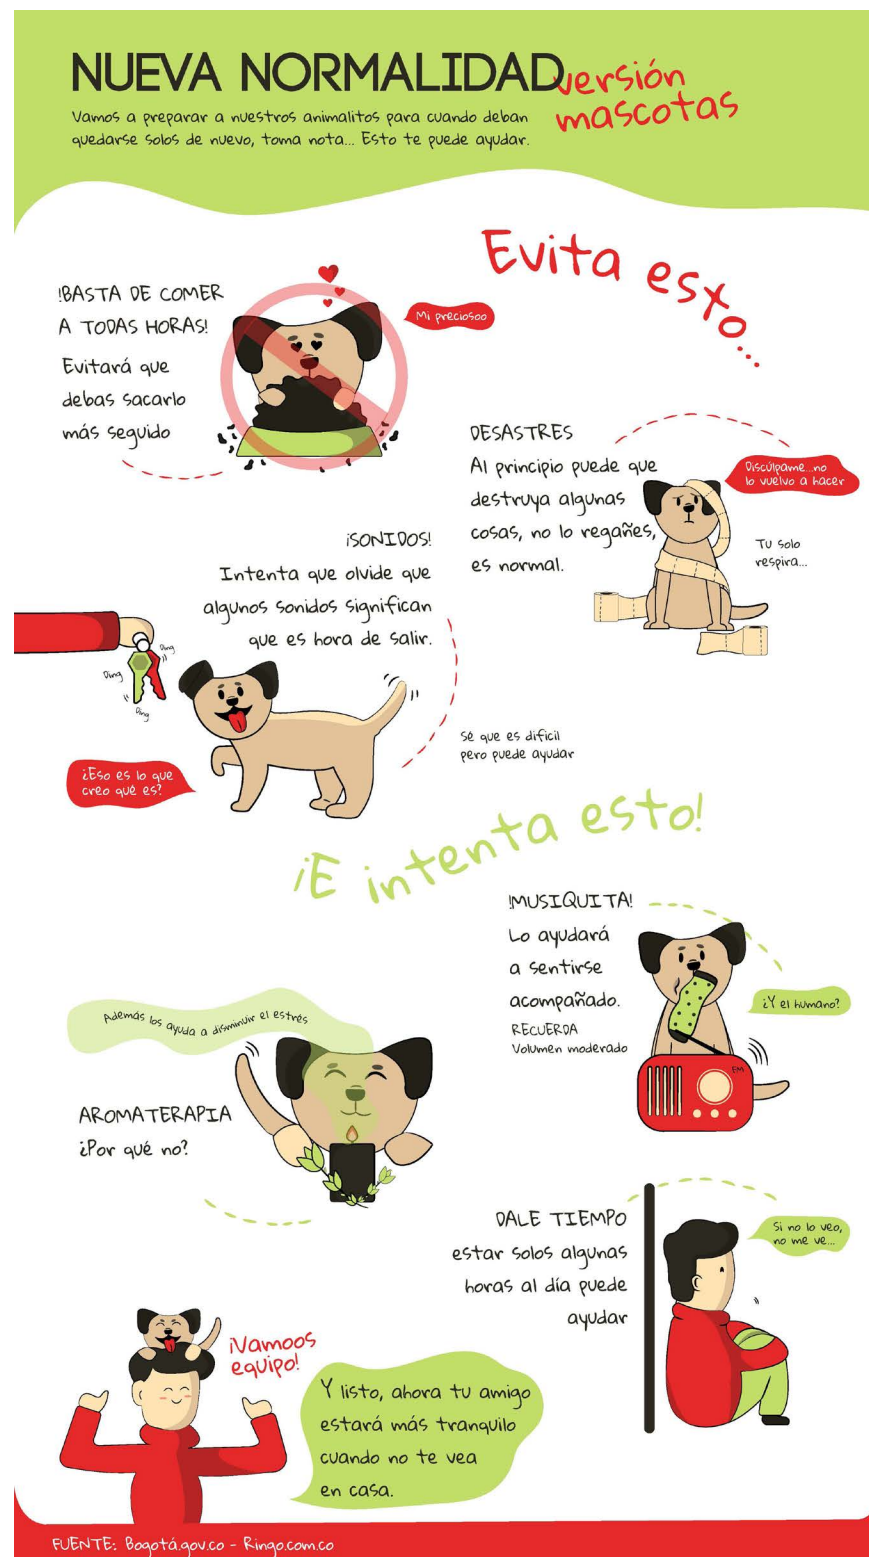 NUEVA NORMALIDAD
versión
mascotas
Vamos a preparar a nuestros animalitos para cuando deban
quedarse solos de nuevo, toma nota... Esto te puede ayudar.
Evita esto...
!BASTA DE COMER
A TODAS HORAS!
Evitará que
debas sacarlo
más seguido
Mi preciosoo
DESASTRES
Al principio puede que
destruya algunas
cosas, no lo regañes,
es normal.
Discúlpame...no
lo vuelvo a hacer
Tu solo
respira...
¡SONIDOS!
Intenta que olvide que
algunos sonidos significan
que es hora de salir.
Ding
Ding
Ding
¿Eso es lo que
creo qué es?
Sé que es dificil
pero puede ayudar
¡E intenta esto!
!MUSIQUITA!
Lo ayudará
a sentirse
acompañado.
RECUERDA
Volumen moderado
¿Y el humano?
FM
Además los ayuda a disminuir el estrés
AROMATERAPIA
¿Por qué no?
DALE TIEMPO
estar solos algunas
horas al día puede
ayudar
Si no lo veo,
no me ve...
¡Vamoos
equipo!
Y listo, ahora tu amigo
estará más tranquilo
cuando no te vea
en casa.
FUENTE: Bogotá.gov.co - Ringo.com.co